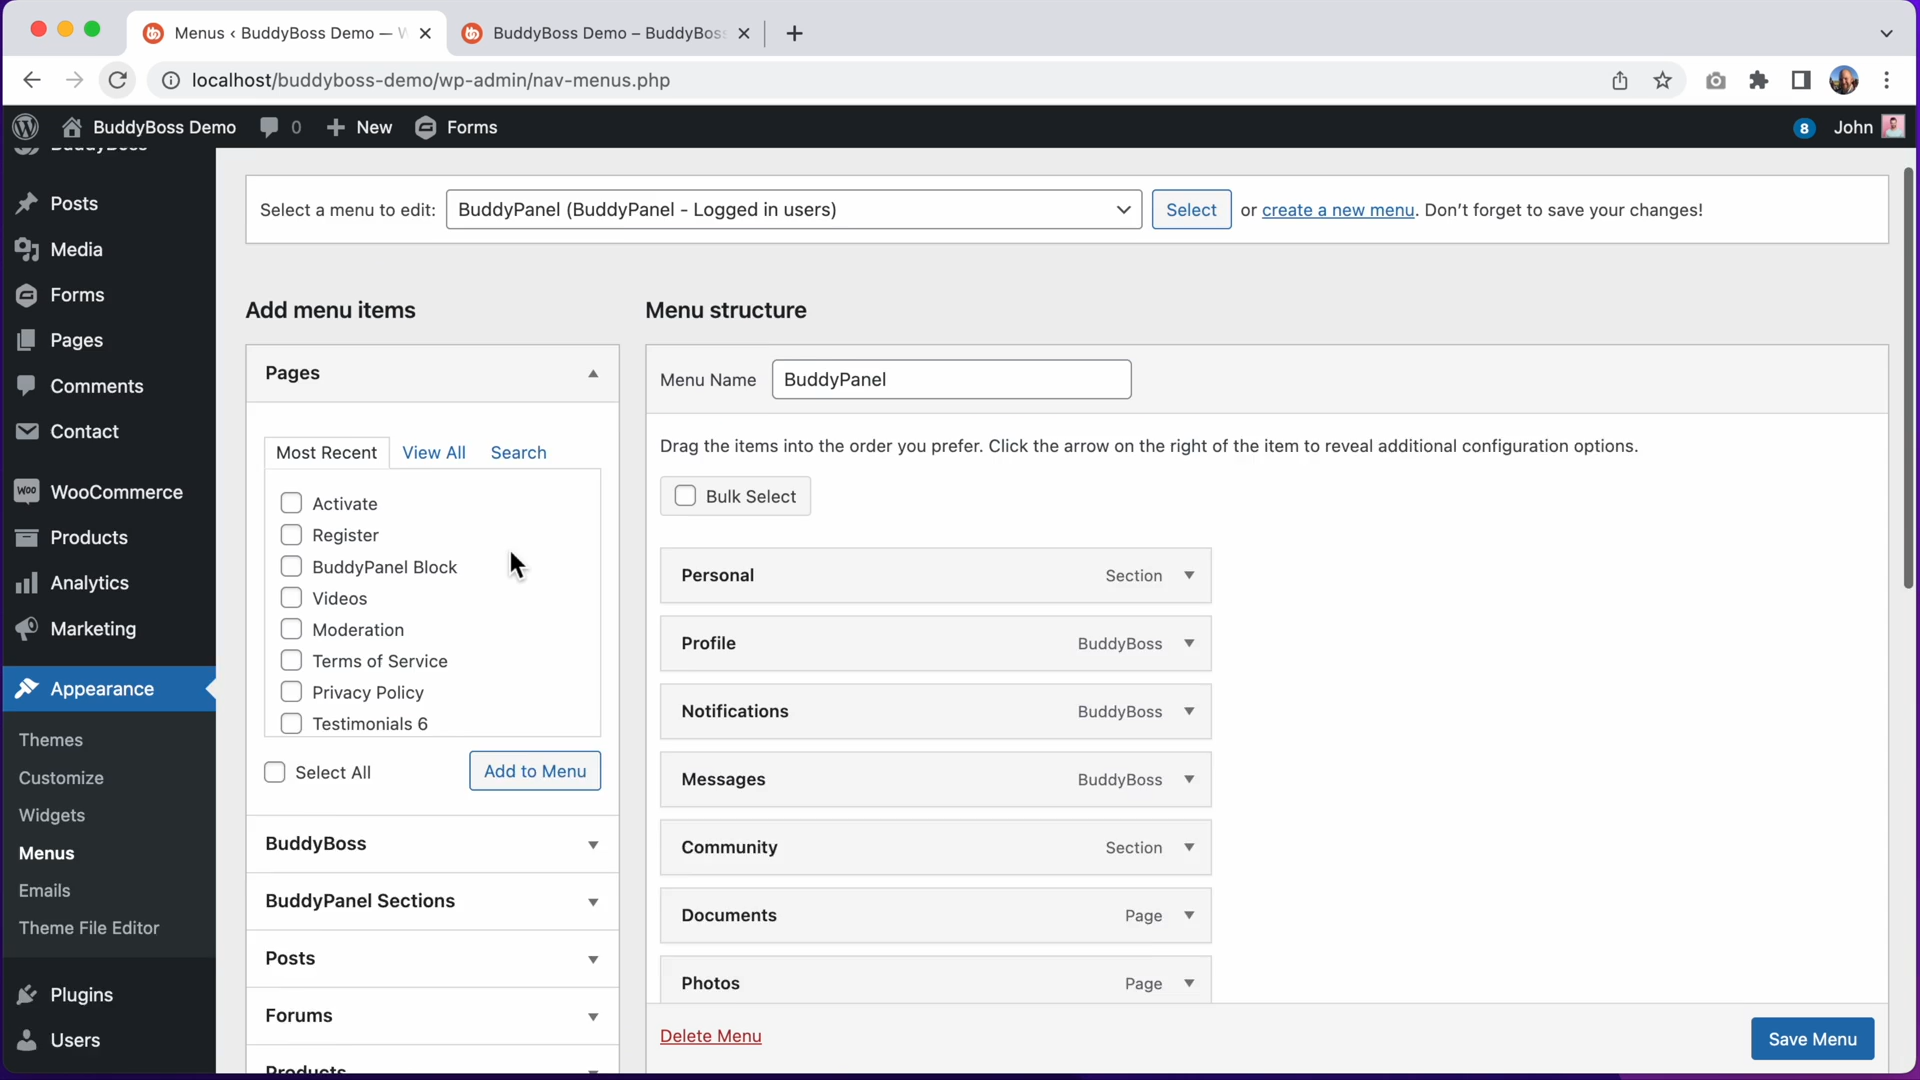 Menus ‹ BuddyBoss Demo — W
BuddyBoss Demo – BuddyBos
localhost/buddyboss-demo/wp-admin/nav-menus.php
BuddyBoss Demo
0
New
Forms
8
John
BuddyBoss
Posts
Media
Forms
Pages
Comments
Contact
WooCommerce
Products
Analytics
Marketing
Appearance
Themes
Customize
Widgets
Menus
Emails
Theme File Editor
Plugins
Users
Select a menu to edit:
BuddyPanel (BuddyPanel - Logged in users)
Select
or create a new menu. Don’t forget to save your changes!
Add menu items
Pages
Most Recent
View All
Search
Activate
Register
BuddyPanel Block
Videos
Moderation
Terms of Service
Privacy Policy
Testimonials 6
Select All
Add to Menu
BuddyBoss
BuddyPanel Sections
Posts
Forums
Products
Menu structure
Menu Name
BuddyPanel
Drag the items into the order you prefer. Click the arrow on the right of the item to reveal additional configuration options.
Bulk Select
Personal Section
Profile BuddyBoss
Notifications BuddyBoss
Messages BuddyBoss
Community Section
Documents Page
Photos Page
Delete Menu
Save Menu